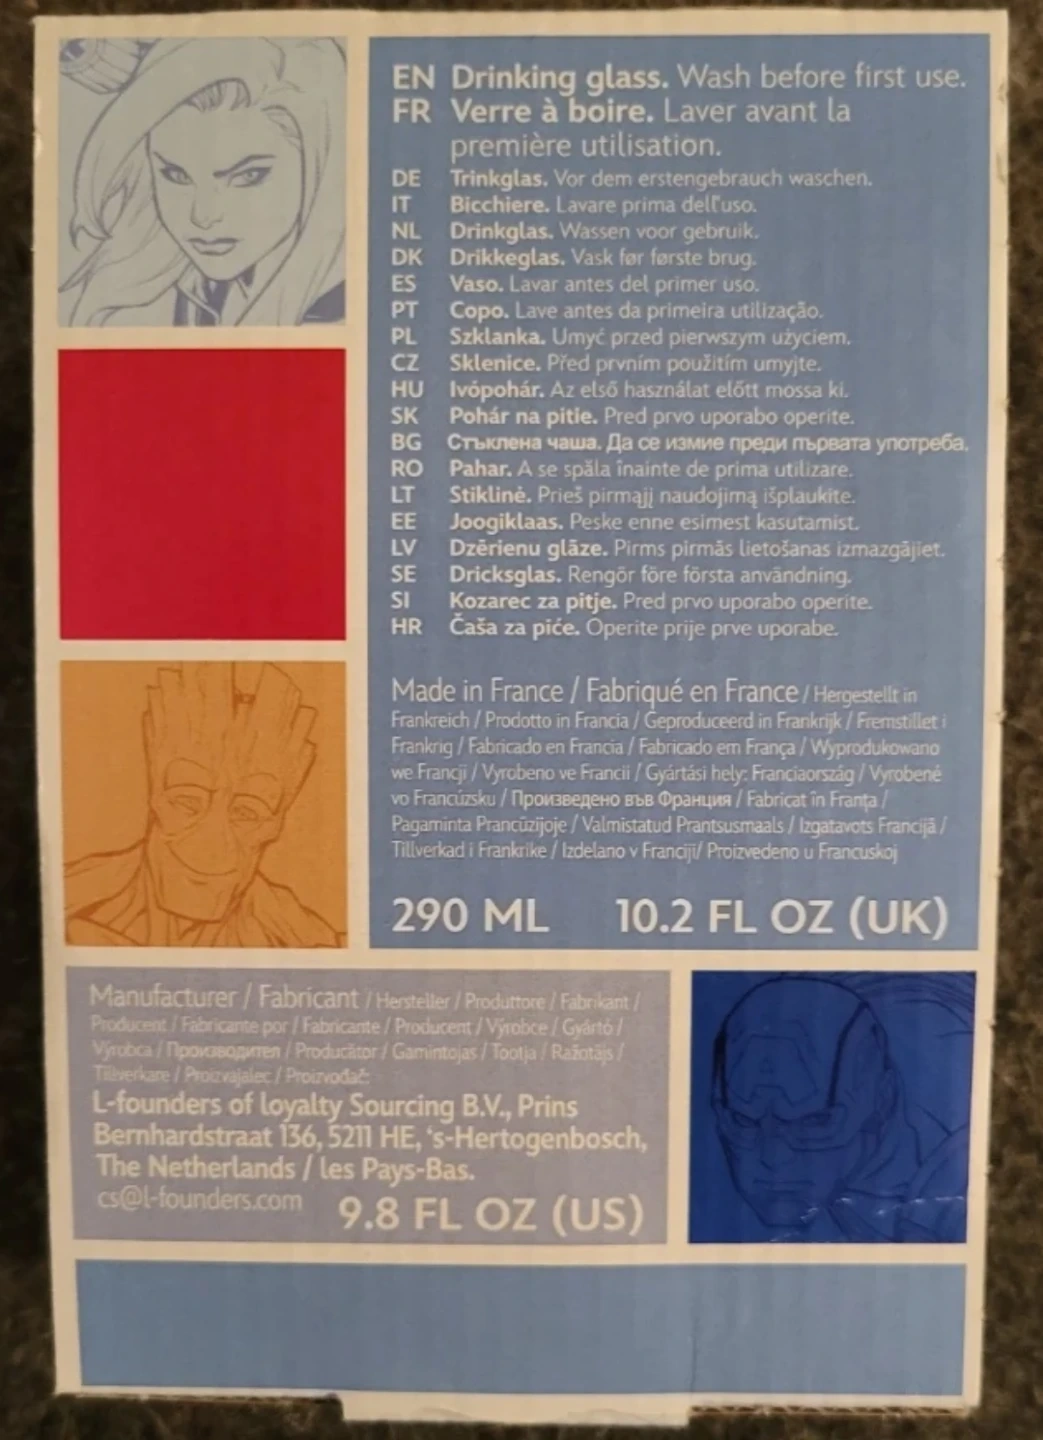 EN Drinking glass. Wash before first use.
FR Verre à boire. Laver avant la
première utilisation.
DE Trinkglas. Vor dem erstengebrauch waschen.
IT Bicchiere. Lavare prima dell'uso.
NL Drinkglas. Wassen voor gebruik.
DK Drikkeglas. Vask før første brug.
ES Vaso. Lavar antes del primer uso.
PT Copo. Lave antes da primeira utilização.
PL Szklanka. Umyć przed pierwszym użyciem.
CZ Sklenice. Před prvním použitím umyjte.
HU Ivópohár. Az első használat előtt mossa ki.
SK Pohár na pitie. Pred prvo uporabo operite.
BG Стъклена чаша. Да се измие преди първата употреба.
RO Pahar. A se spăla înainte de prima utilizare.
LT Stiklinė. Prieš pirmąjį naudojimą išplaukite.
EE Joogiklaas. Peske enne esimest kasutamist.
LV Dzērienu glāze. Pirms pirmās lietošanas izmazgājiet.
SE Dricksglas. Rengör före första användning.
SI Kozarec za pitje. Pred prvo uporabo operite.
HR Čaša za piće. Operite prije prve uporabe.
Made in France / Fabriqué en France / Hergestellt in
Frankreich / Prodotto in Francia / Geproduceerd in Frankrijk / Fremstillet i
Frankrig / Fabricado en Francia / Fabricado em França / Wyprodukowano
we Francji / Vyrobeno ve Francii / Gyártási hely: Franciaország / Vyrobené
vo Francúzsku / Произведено във Франция / Fabricat în Franța /
Pagaminta Prancūzijoje / Valmistatud Prantsusmaals / Izgatavots Francijā /
Tillverkad i Frankrike / Izdelano v Franciji/ Proizvedeno u Francuskoj
290 ML 10.2 FL OZ (UK)
Manufacturer / Fabricant / Hersteller / Produttore / Fabrikant /
Producent / Fabricante por / Fabricante / Producent / Výrobce / Gyártó /
Výrobca / Производител / Producător / Gamintojas / Tootja / Ražotājs /
Tillverkare / Proizvajalec / Proizvođač:
L-founders of loyalty Sourcing B.V., Prins
Bernhardstraat 136, 5211 HE, ‘s-Hertogenbosch,
The Netherlands / les Pays-Bas.
cs@l-founders.com 9.8 FL OZ (US)